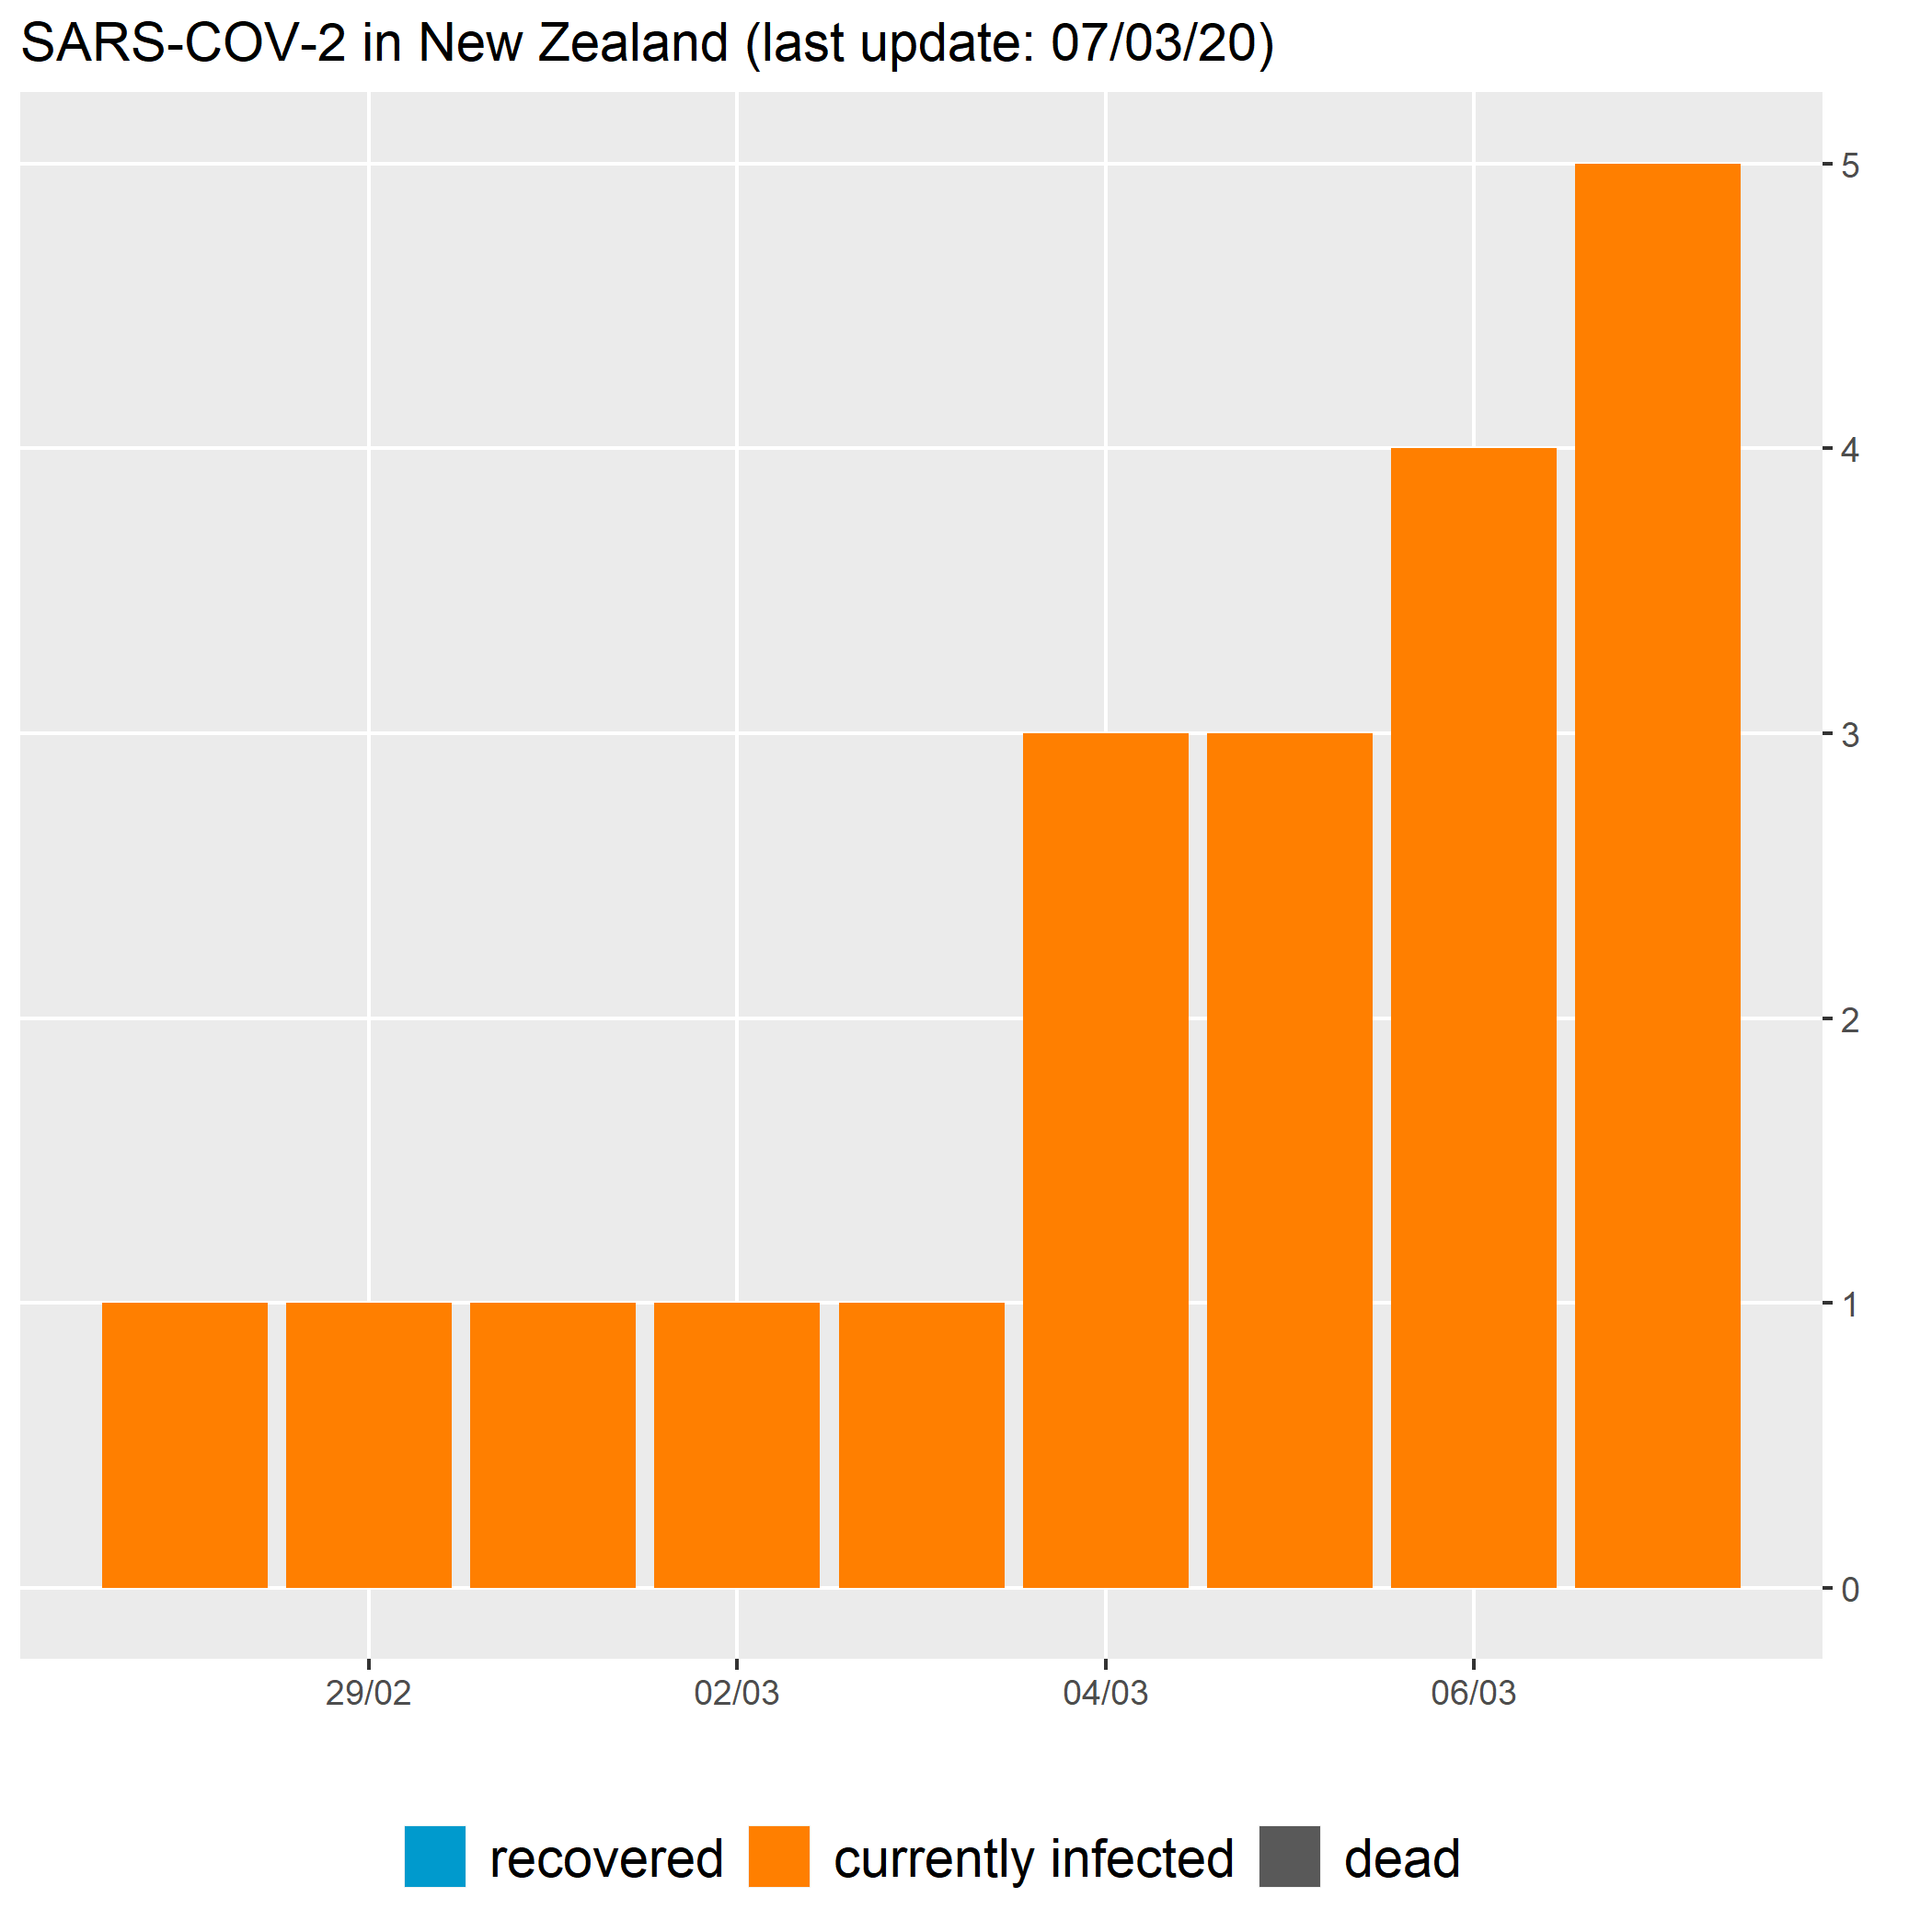 SARS-COV-2 in New Zealand (last update: 07/03/20)
5
4
3
2
1
0
29/02 02/03 04/03 06/03
recovered currently infected dead